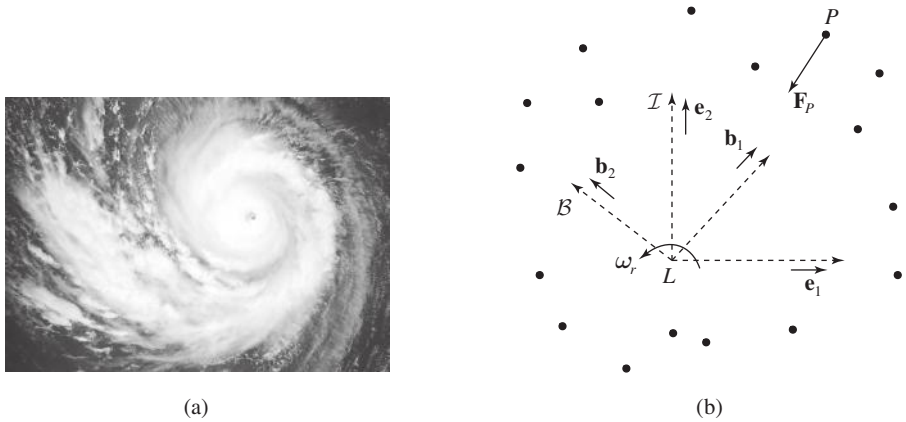 P
F_P
ℐ
e₂
b₁
b₂
ℬ
ω_r
L
e₁
(a)
(b)